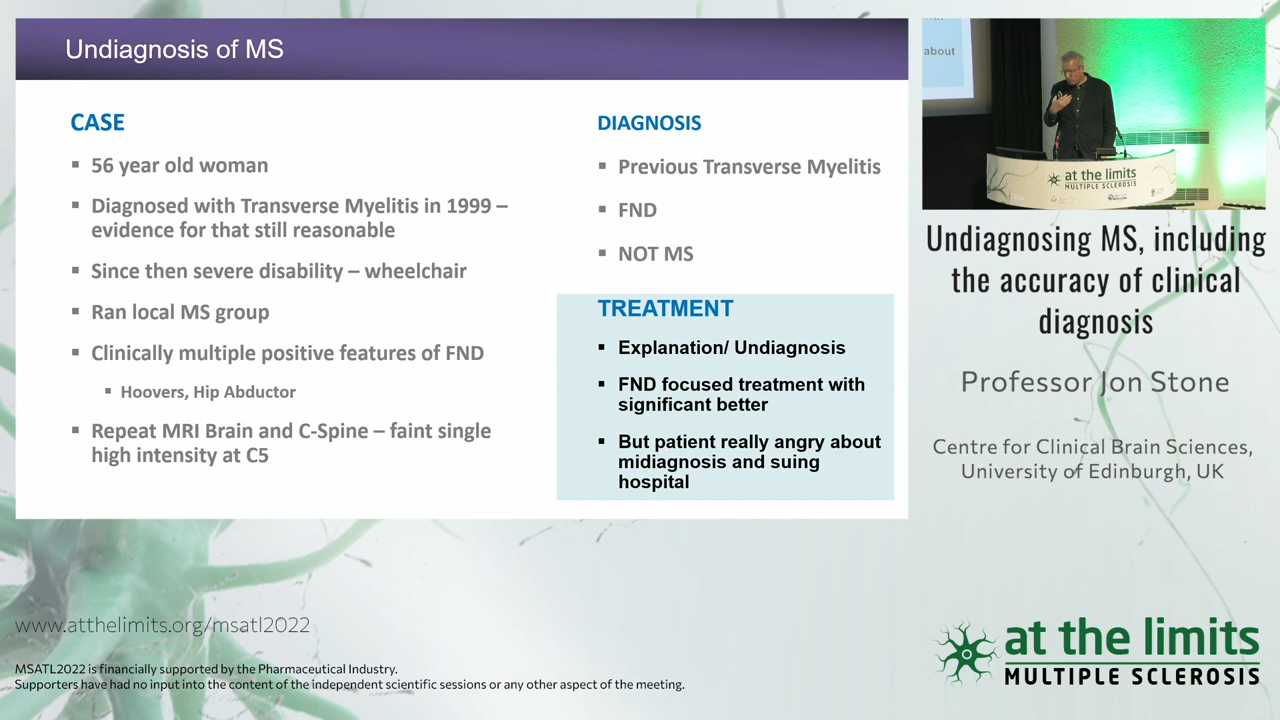 Undiagnosis of MS
CASE
▪ 56 year old woman
▪ Diagnosed with Transverse Myelitis in 1999 –
evidence for that still reasonable
▪ Since then severe disability – wheelchair
▪ Ran local MS group
▪ Clinically multiple positive features of FND
▪ Hoovers, Hip Abductor
▪ Repeat MRI Brain and C-Spine – faint single
high intensity at C5
DIAGNOSIS
▪ Previous Transverse Myelitis
▪ FND
▪ NOT MS
TREATMENT
▪ Explanation/ Undiagnosis
▪ FND focused treatment with
significant better
▪ But patient really angry about
midiagnosis and suing
hospital
about
at the limits
MULTIPLE SCLEROSIS
Undiagnosing MS, including
the accuracy of clinical
diagnosis
Professor Jon Stone
Centre for Clinical Brain Sciences,
University of Edinburgh, UK
www.atthelimits.org/msatl2022
MSATL2022 is financially supported by the Pharmaceutical Industry.
Supporters have had no input into the content of the independent scientific sessions or any other aspect of the meeting.
at the limits
MULTIPLE SCLEROSIS